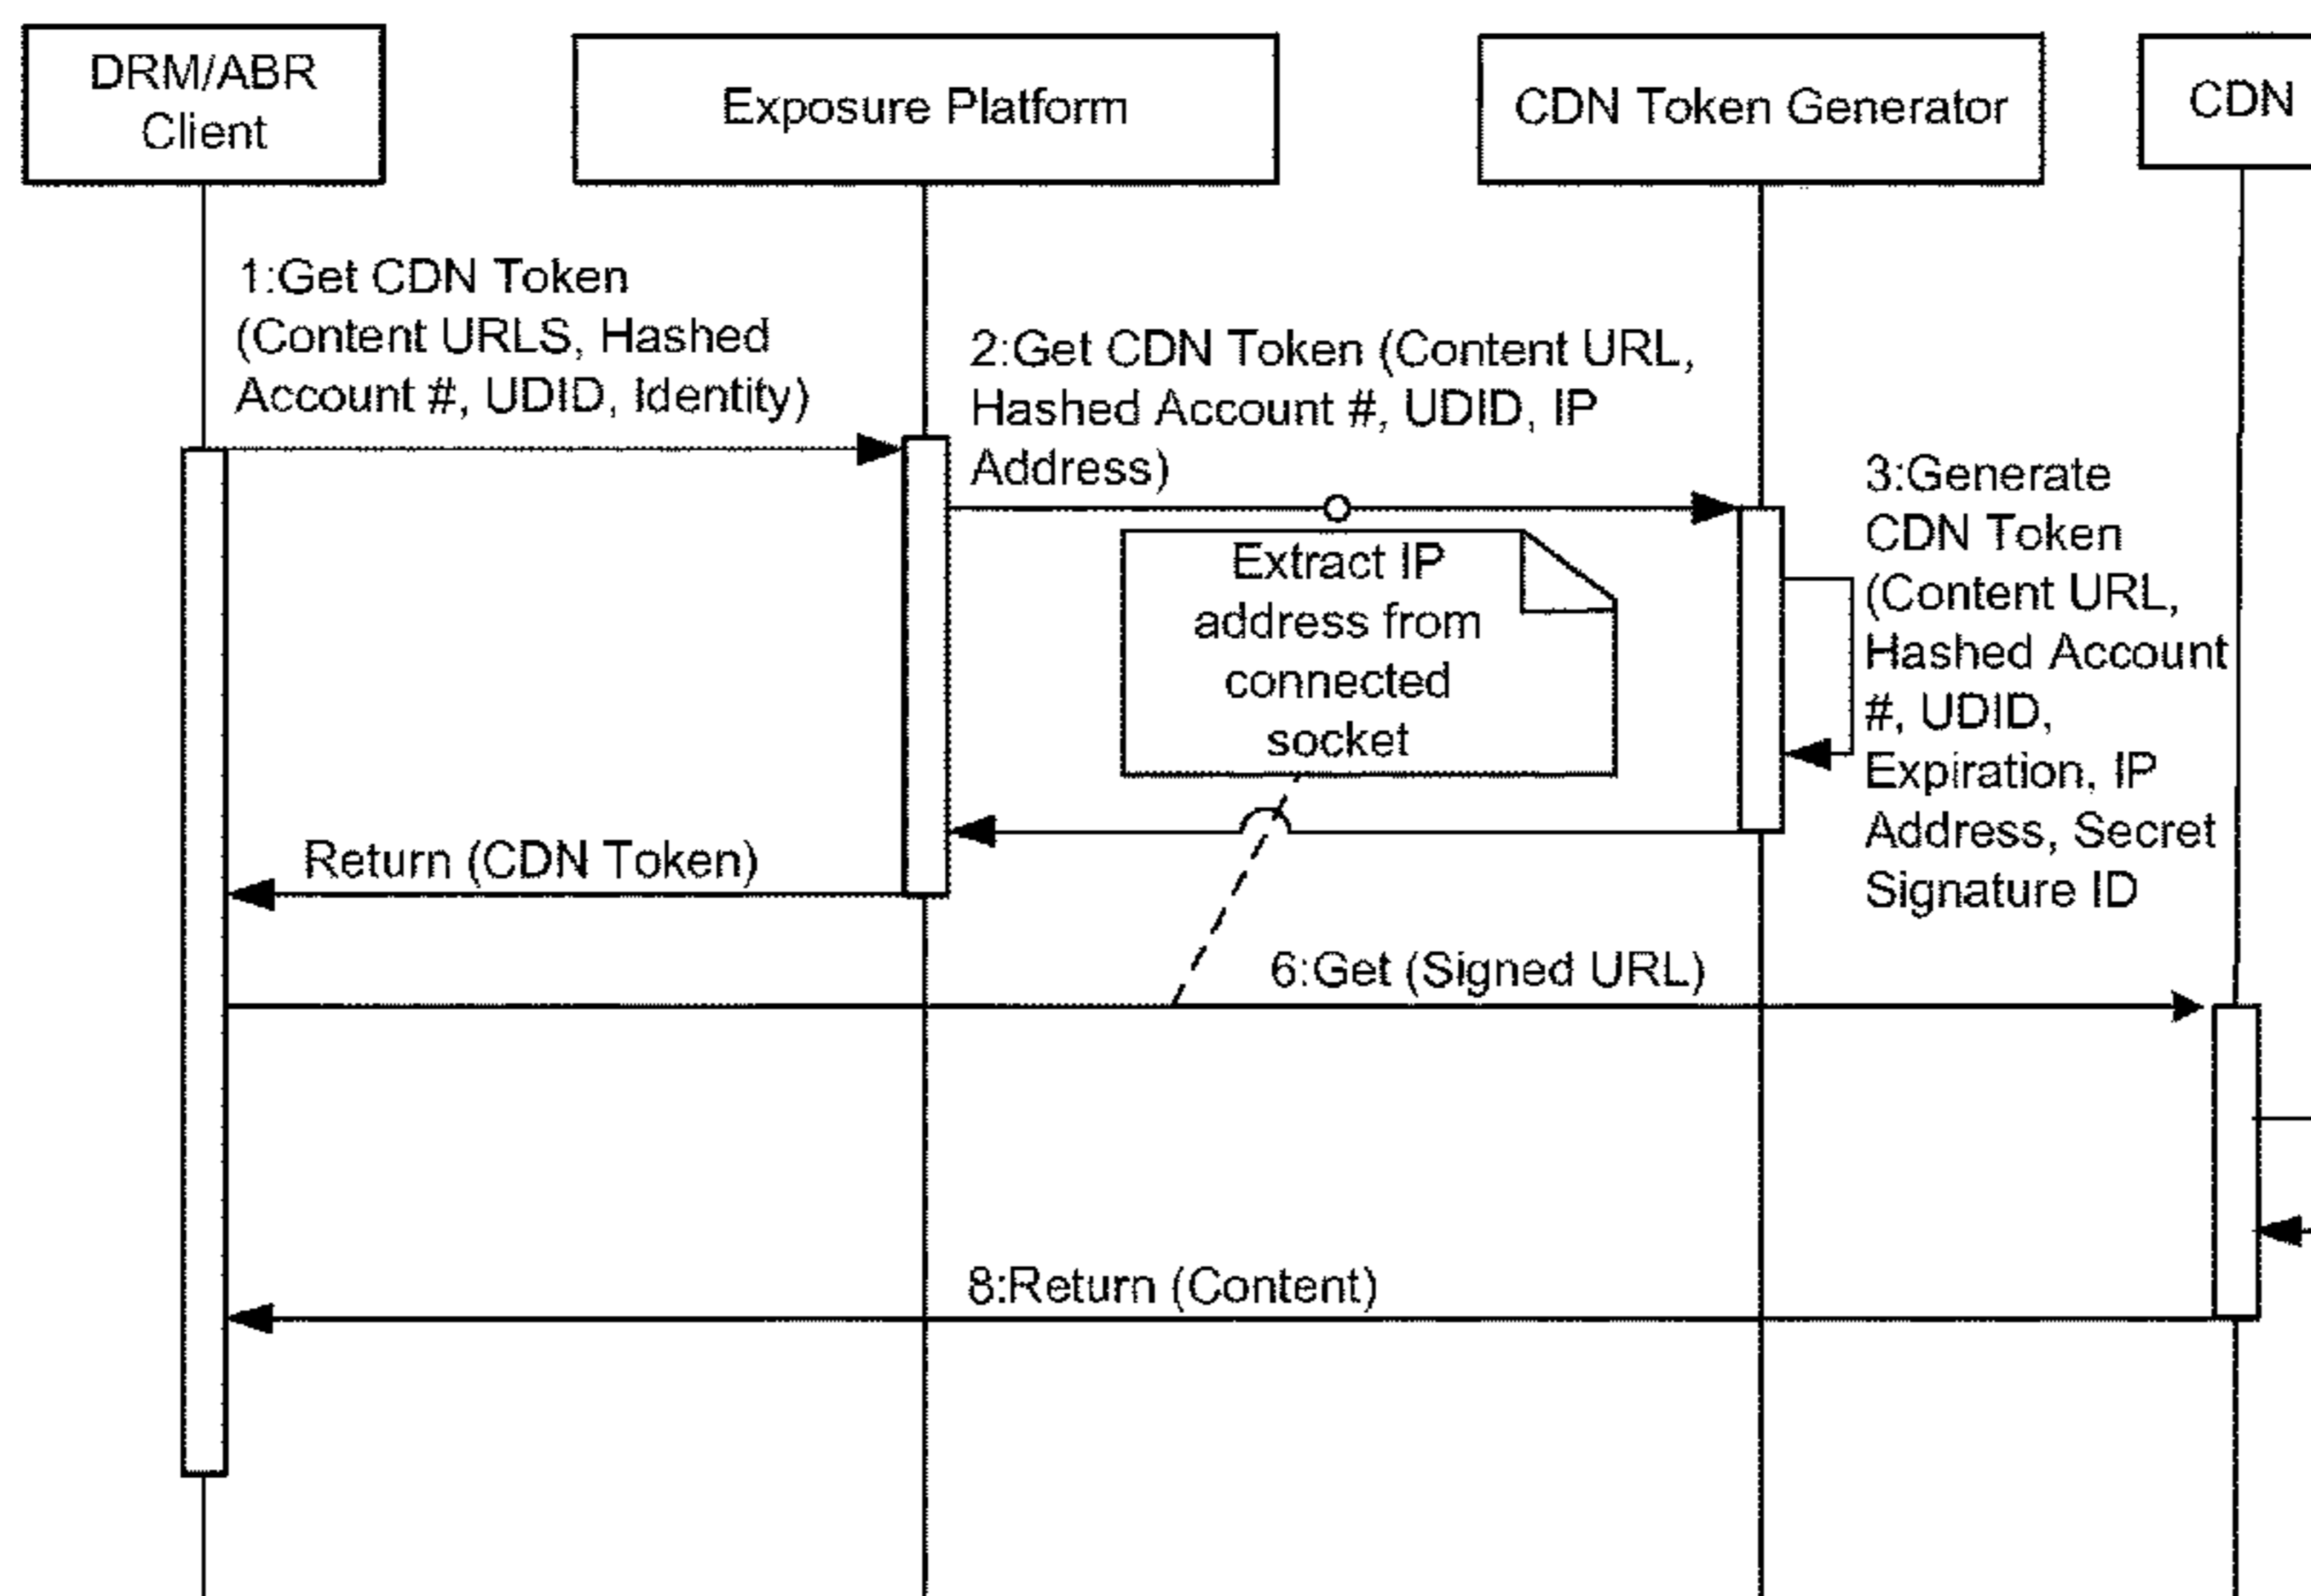 DRM/ABR
Client
Exposure Platform
CDN Token Generator
CDN
1:Get CDN Token
(Content URLS, Hashed
Account #, UDID, Identity)
2:Get CDN Token (Content URL,
Hashed Account #, UDID, IP
Address)
3:Generate
CDN Token
(Content URL,
Hashed Account
#, UDID,
Expiration, IP
Address, Secret
Signature ID
Extract IP
address from
connected
socket
Return (CDN Token)
6:Get (Signed URL)
8:Return (Content)